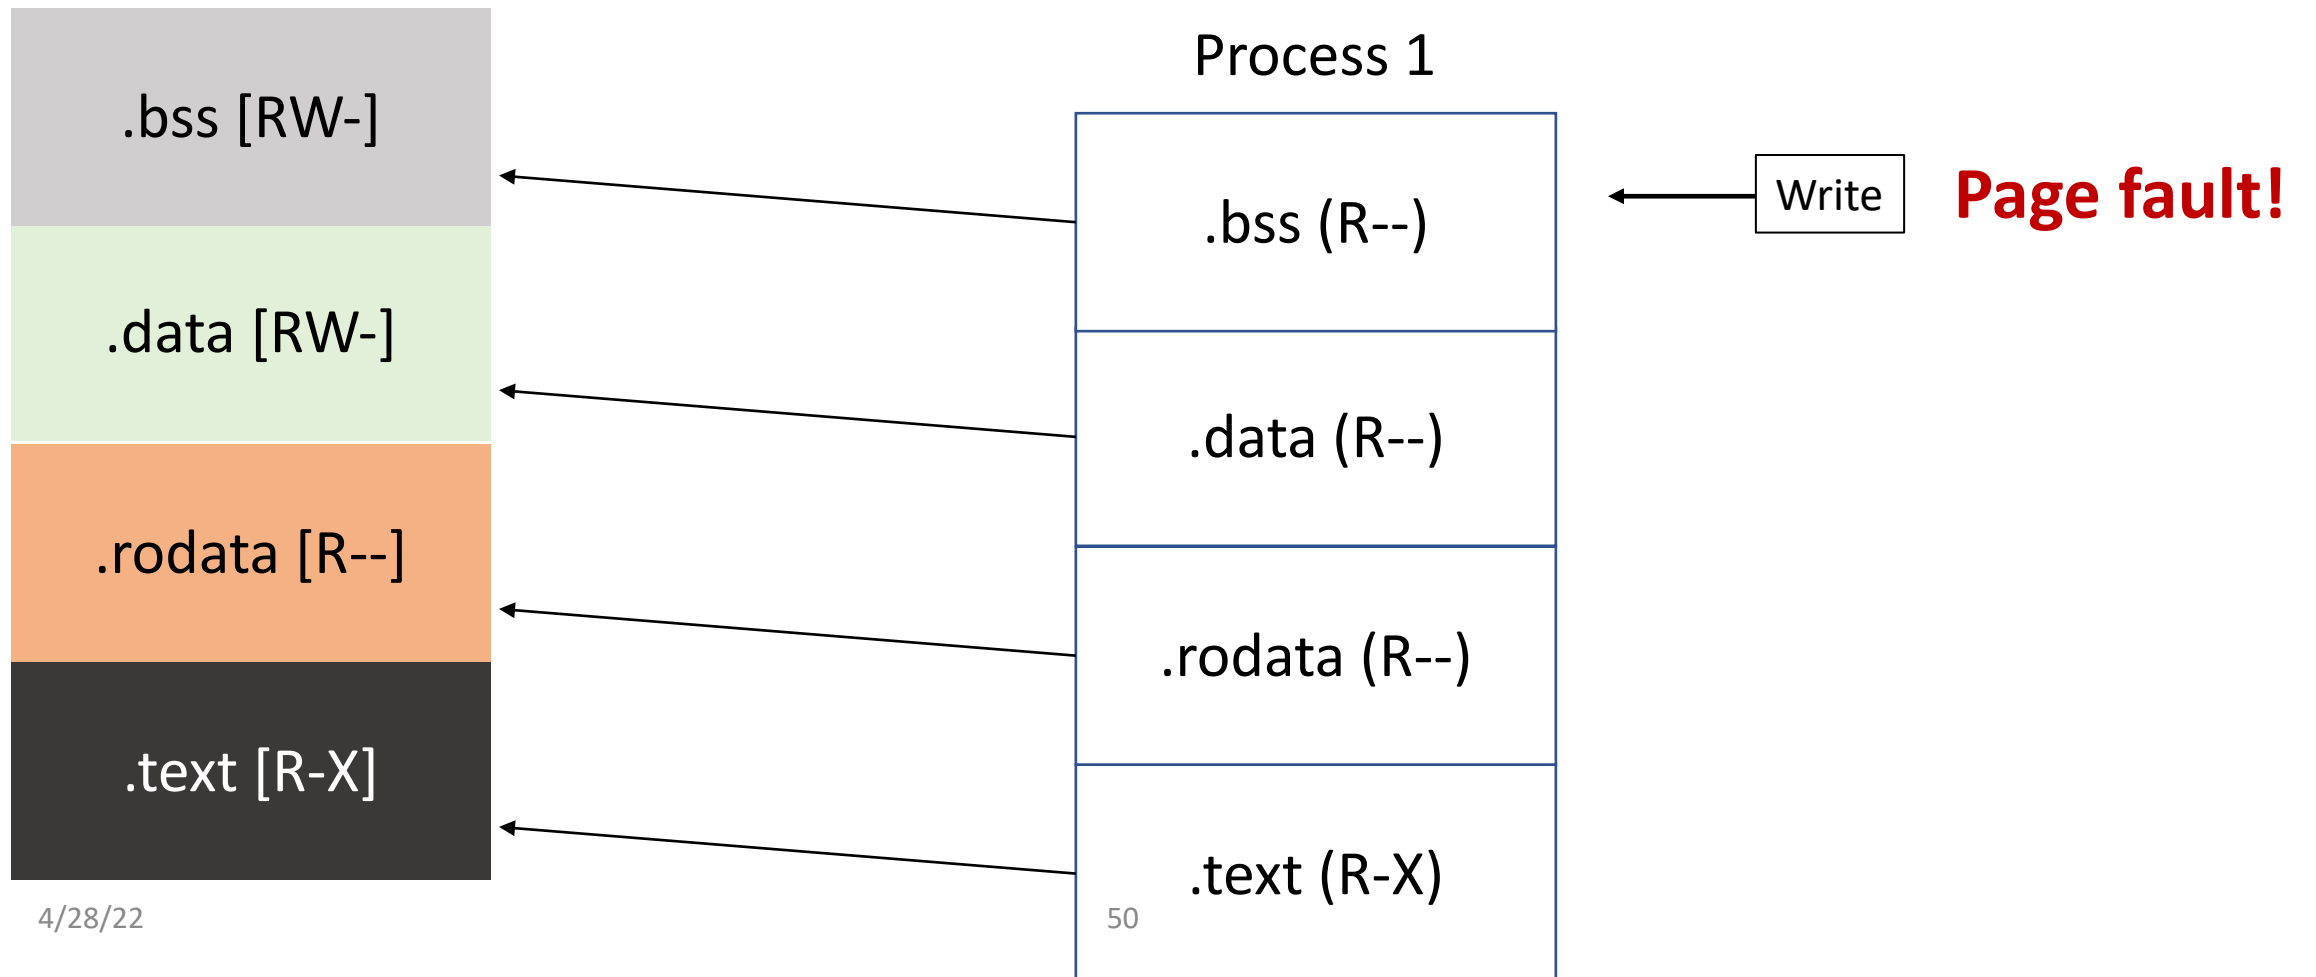 .bss [RW-]
.data [RW-]
.rodata [R--]
.text [R-X]
Process 1
.bss (R--)
.data (R--)
.rodata (R--)
.text (R-X)
Write
Page fault!
4/28/22
50